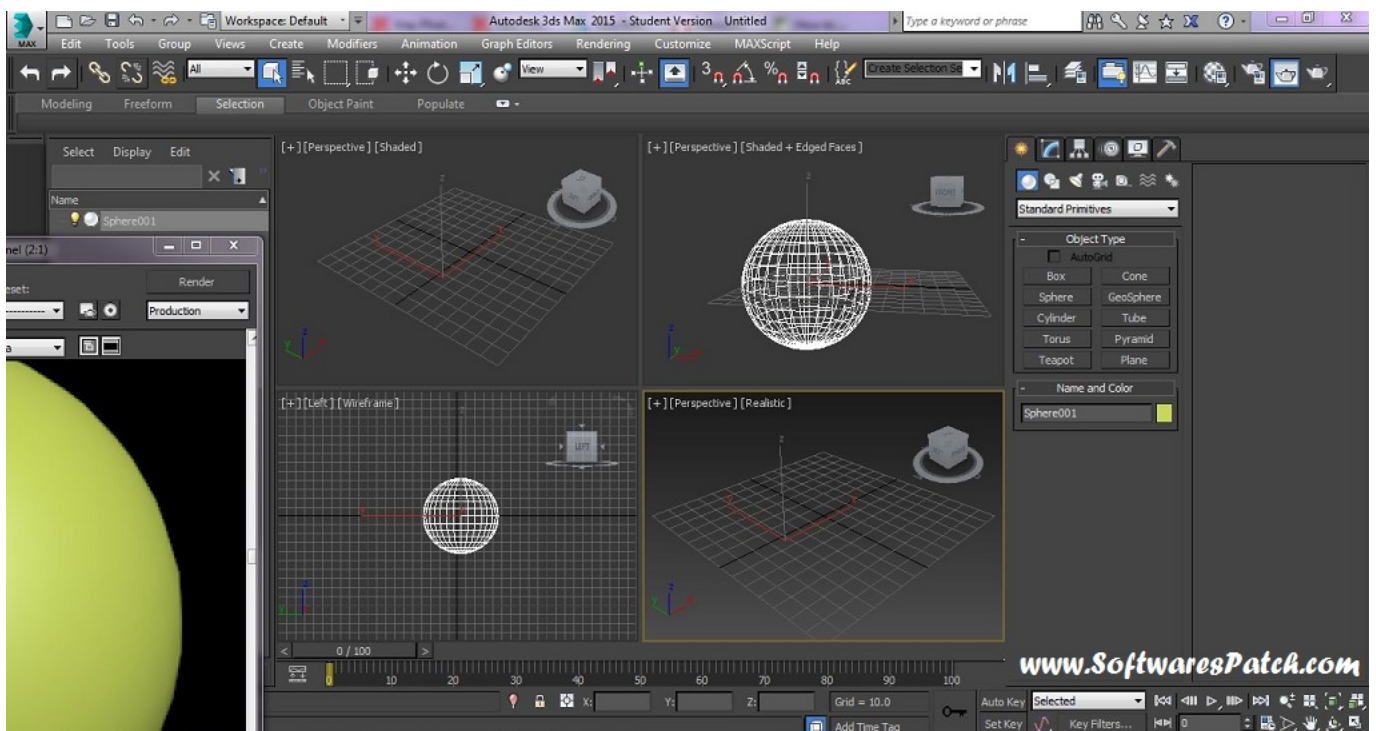 Workspace: Default
Autodesk 3ds Max 2015 - Student Version Untitled
Type a keyword or phrase
MAX
Edit Tools Group Views Create Modifiers Animation Graph Editors Rendering Customize MAXScript Help
All
View
3
%
ABC
Create Selection Se
Modeling Freeform Selection Object Paint Populate
Select Display Edit
Name
Sphere001
nel (2:1)
eset:
Render
Production
a
[+][Perspective][Shaded]
[+][Perspective][Shaded + Edged Faces]
FRONT
[+][Left][Wireframe]
LEFT
[+][Perspective][Realistic]
Standard Primitives
- Object Type
AutoGrid
Box Cone
Sphere GeoSphere
Cylinder Tube
Torus Pyramid
Teapot Plane
- Name and Color
Sphere001
< 0 / 100 >
0 10 20 30 40 50 60 70 80 90 100
www.SoftwaresPatch.com
X: Y: Z: Grid = 10.0
Auto Key Selected
Add Time Tag
Set Key Key Filters... 0